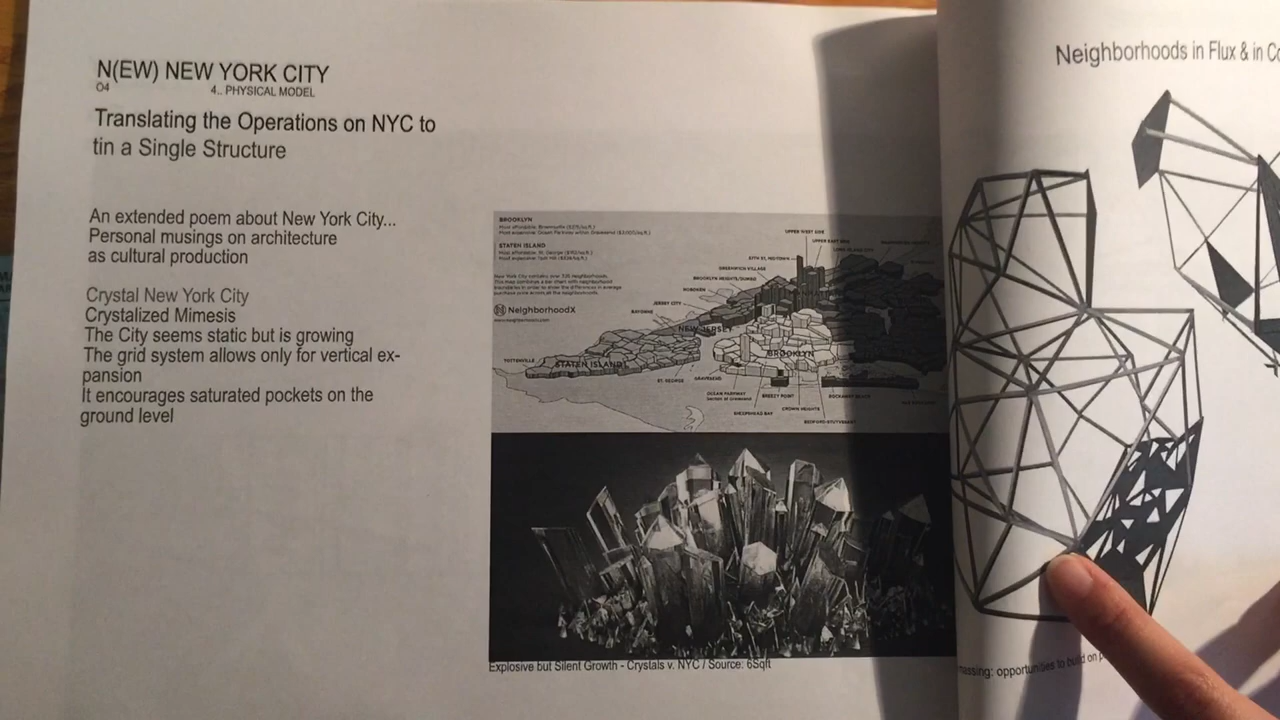 N(EW) NEW YORK CITY
04
4.. PHYSICAL MODEL
Translating the Operations on NYC to
tin a Single Structure
An extended poem about New York City...
Personal musings on architecture
as cultural production
Crystal New York City
Crystalized Mimesis
The City seems static but is growing
The grid system allows only for vertical ex-
pansion
It encourages saturated pockets on the
ground level
BROOKLYN
STATEN ISLAND
NeighborhoodX
UPPER WEST SIDE
UPPER EAST SIDE
GREENWICH VILLAGE
BROOKLYN HEIGHTS/DUMBO
HOBOKEN
JERSEY CITY
BAYONNE
NEW JERSEY
BROOKLYN
TOTTENVILLE
STATEN ISLAND
ST. GEORGE
GRAVESEND
OCEAN PARKWAY
BREEZY POINT
SHEEPSHEAD BAY
CROWN HEIGHTS
BEDFORD-STUYVESANT
Explosive but Silent Growth - Crystals v. NYC / Source: 6Sqft
Neighborhoods in Flux & in
massing: opportunities to build on